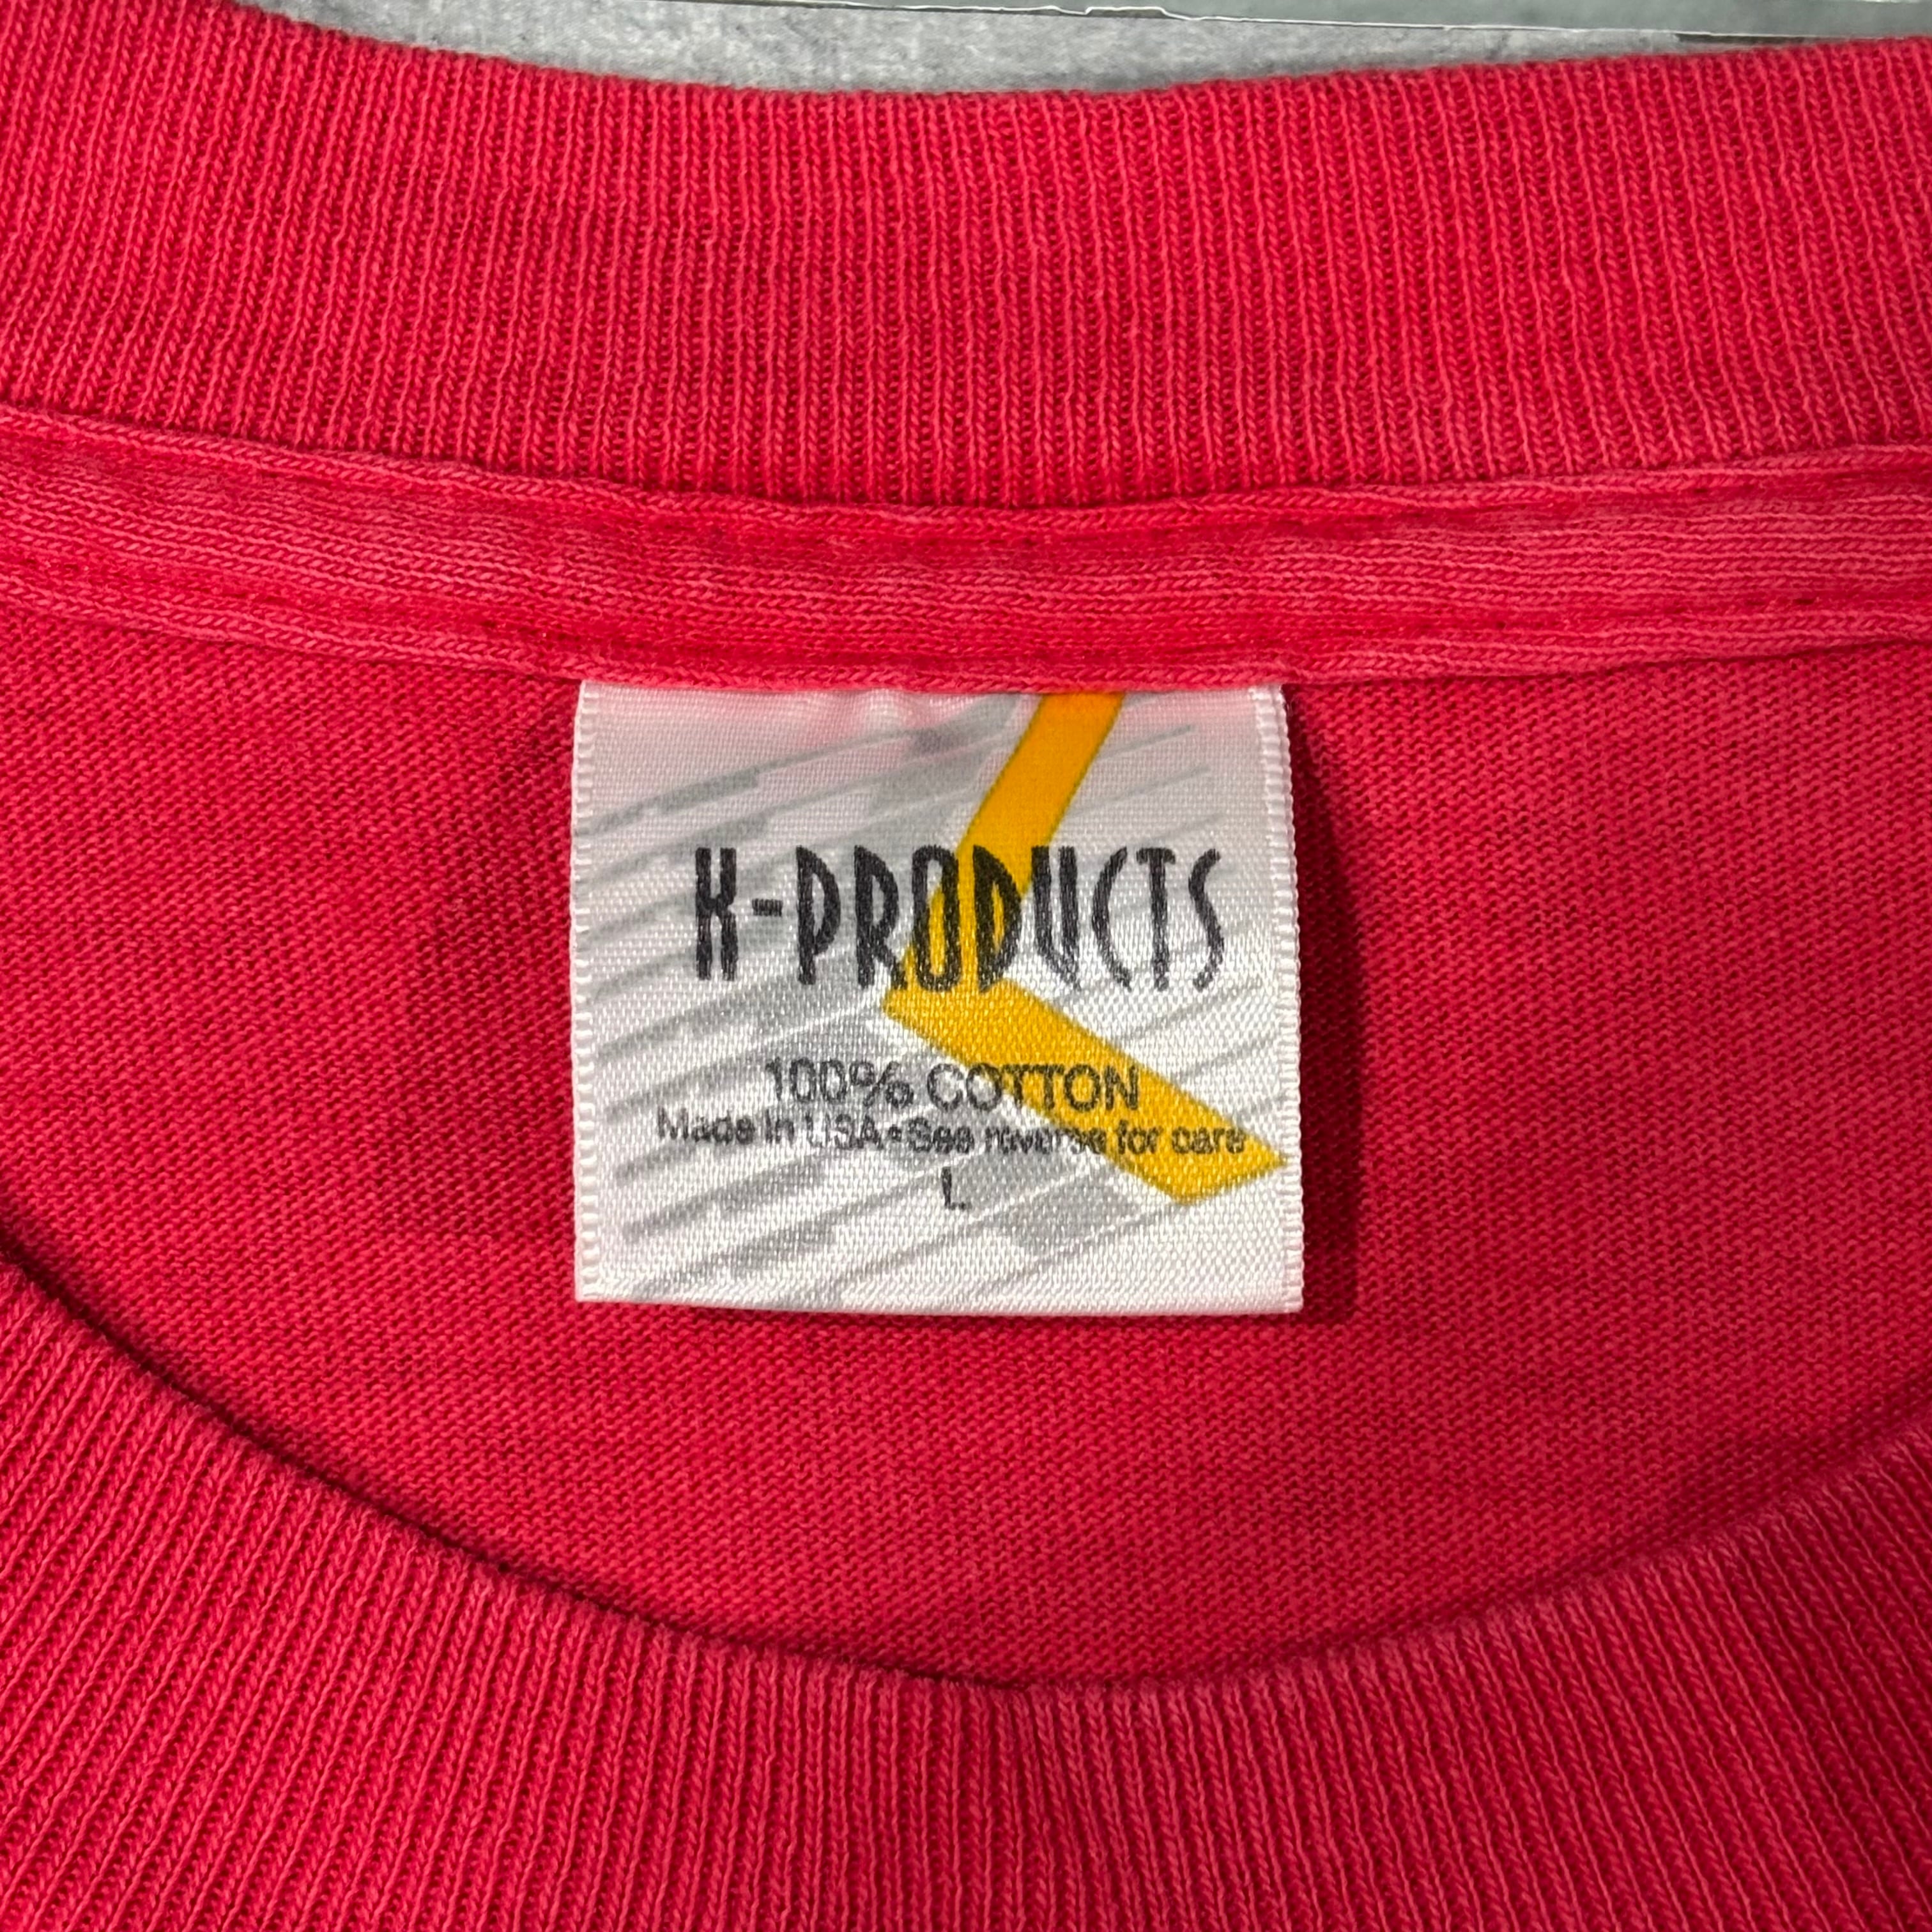 K-PRODUCTS
100% COTTON
Made in USA•See reverse for care
L